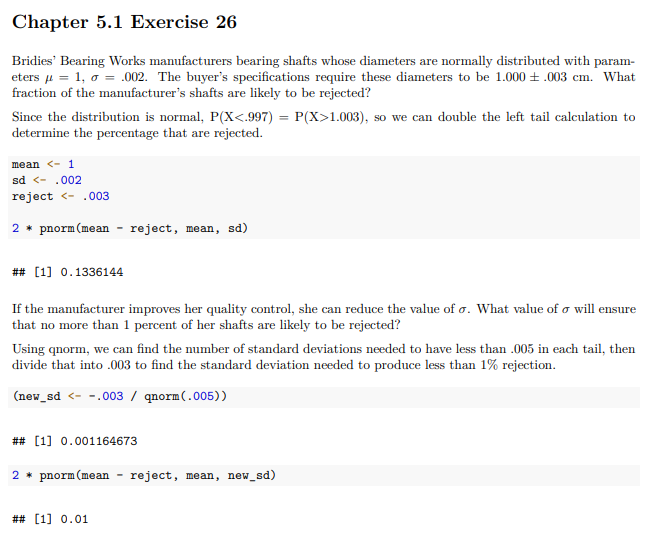 Chapter 5.1 Exercise 26
Bridies' Bearing Works manufacturers bearing shafts whose diameters are normally distributed with param-
eters μ = 1, σ = .002. The buyer's specifications require these diameters to be 1.000 ± .003 cm. What
fraction of the manufacturer's shafts are likely to be rejected?
Since the distribution is normal, P(X<.997) = P(X>1.003), so we can double the left tail calculation to
determine the percentage that are rejected.
mean <- 1
sd <- .002
reject <- .003
2 * pnorm(mean - reject, mean, sd)
## [1] 0.1336144
If the manufacturer improves her quality control, she can reduce the value of σ. What value of σ will ensure
that no more than 1 percent of her shafts are likely to be rejected?
Using qnorm, we can find the number of standard deviations needed to have less than .005 in each tail, then
divide that into .003 to find the standard deviation needed to produce less than 1% rejection.
(new_sd <- -.003 / qnorm(.005))
## [1] 0.001164673
2 * pnorm(mean - reject, mean, new_sd)
## [1] 0.01